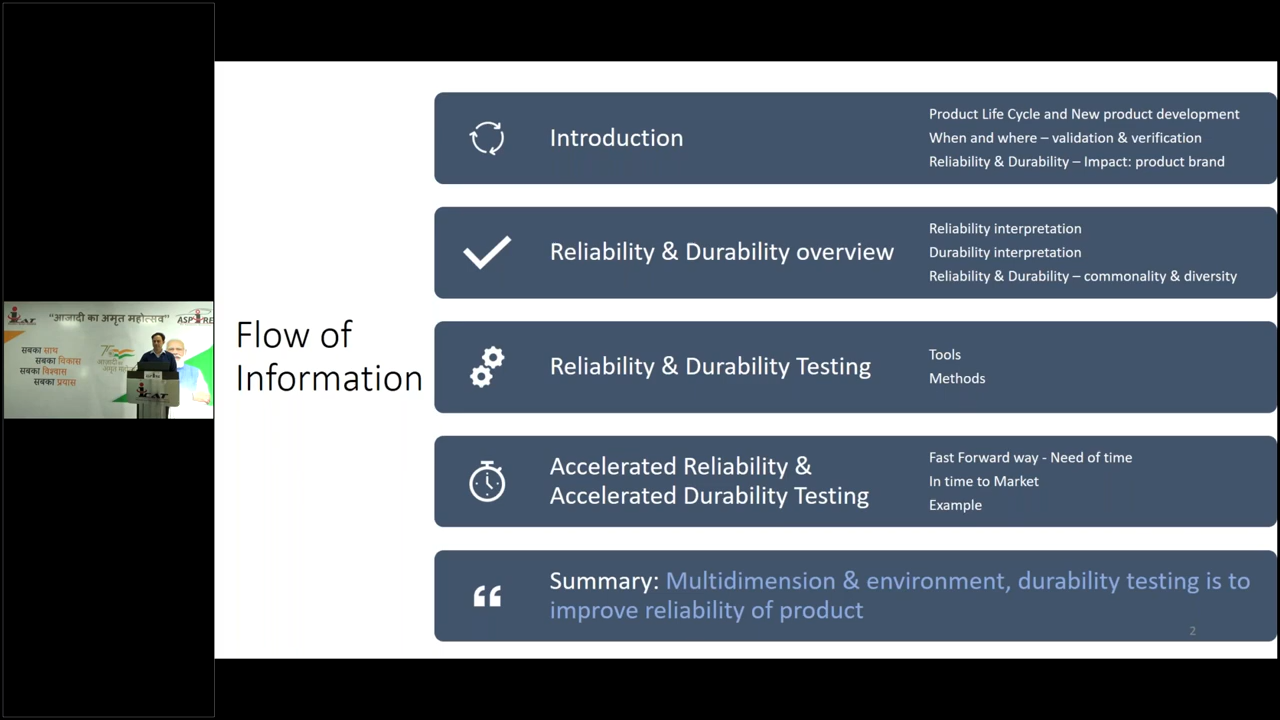 iCAT
"आजादी का अमृत महोत्सव"
ASPIRE
सबका साथ
सबका विकास
सबका विश्वास
सबका प्रयास
iCAT
Flow of
Information
Introduction
Product Life Cycle and New product development
When and where – validation & verification
Reliability & Durability – Impact: product brand
Reliability & Durability overview
Reliability interpretation
Durability interpretation
Reliability & Durability – commonality & diversity
Reliability & Durability Testing
Tools
Methods
Accelerated Reliability &
Accelerated Durability Testing
Fast Forward way - Need of time
In time to Market
Example
Summary: Multidimension & environment, durability testing is to
improve reliability of product
2